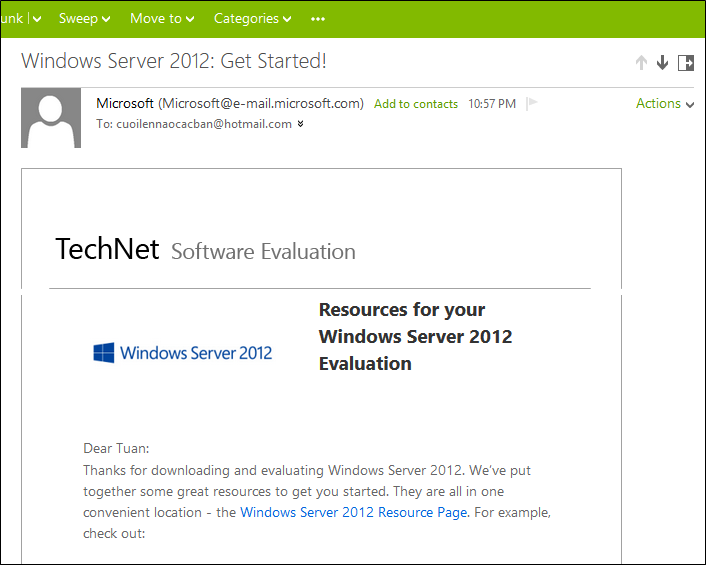 unk | Sweep Move to Categories •••
Windows Server 2012: Get Started!
Microsoft (Microsoft@e-mail.microsoft.com) Add to contacts 10:57 PM Actions
To: cuoilennaocacban@hotmail.com
TechNet Software Evaluation
Resources for your
Windows Server 2012
Evaluation
Windows Server 2012
Dear Tuan:
Thanks for downloading and evaluating Windows Server 2012. We've put
together some great resources to get you started. They are all in one
convenient location - the Windows Server 2012 Resource Page. For example,
check out: